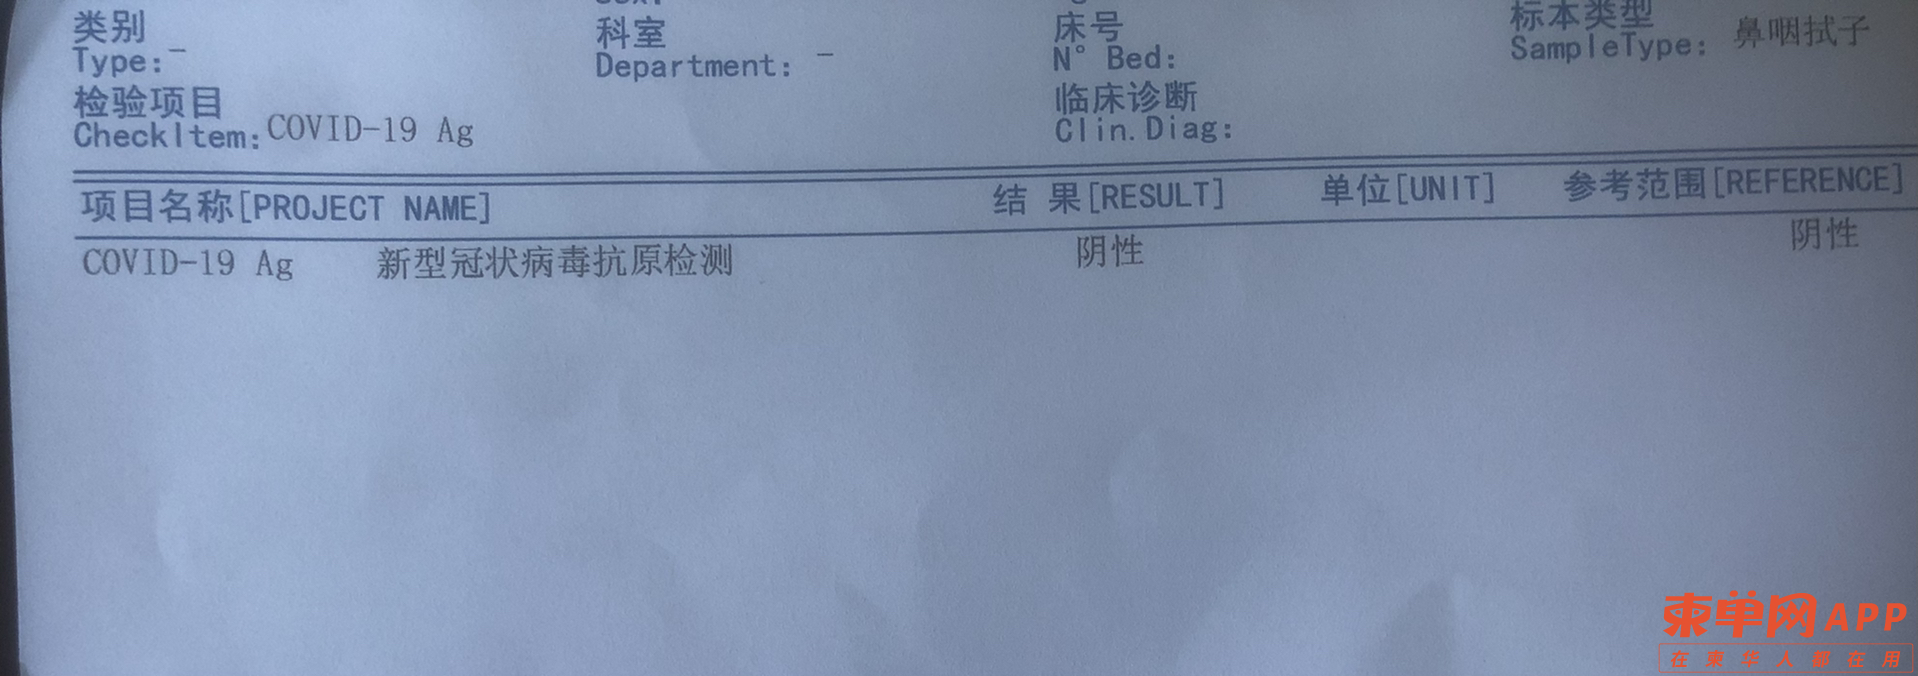 类别 科室 床号 标本类型 鼻咽拭子
Type: - Department: - N° Bed: SampleType:
检验项目 临床诊断
CheckItem: COVID-19 Ag Clin. Diag:
项目名称[PROJECT NAME] 结 果[RESULT] 单位[UNIT] 参考范围[REFERENCE]
COVID-19 Ag 新型冠状病毒抗原检测 阴性 阴性
柬单网APP
在柬华人都在用